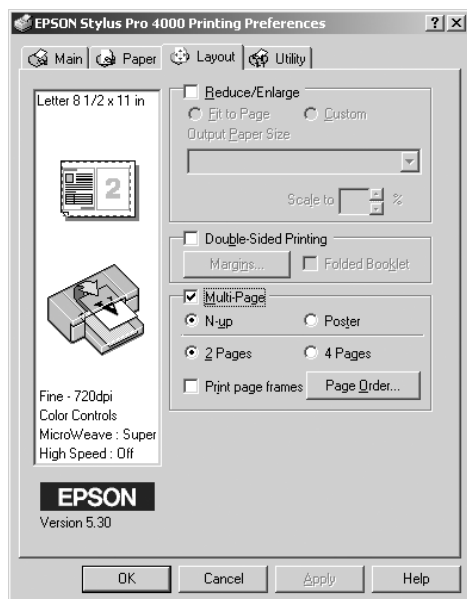 EPSON Stylus Pro 4000 Printing Preferences
Main Paper Layout Utility
Letter 8 1/2 x 11 in
2
Fine - 720dpi
Color Controls
MicroWeave : Super
High Speed : Off
EPSON
Version 5.30
Reduce/Enlarge
Fit to Page Custom
Output Paper Size
Scale to %
Double-Sided Printing
Margins... Folded Booklet
Multi-Page
N-up Poster
2 Pages 4 Pages
Print page frames Page Order...
OK Cancel Apply Help